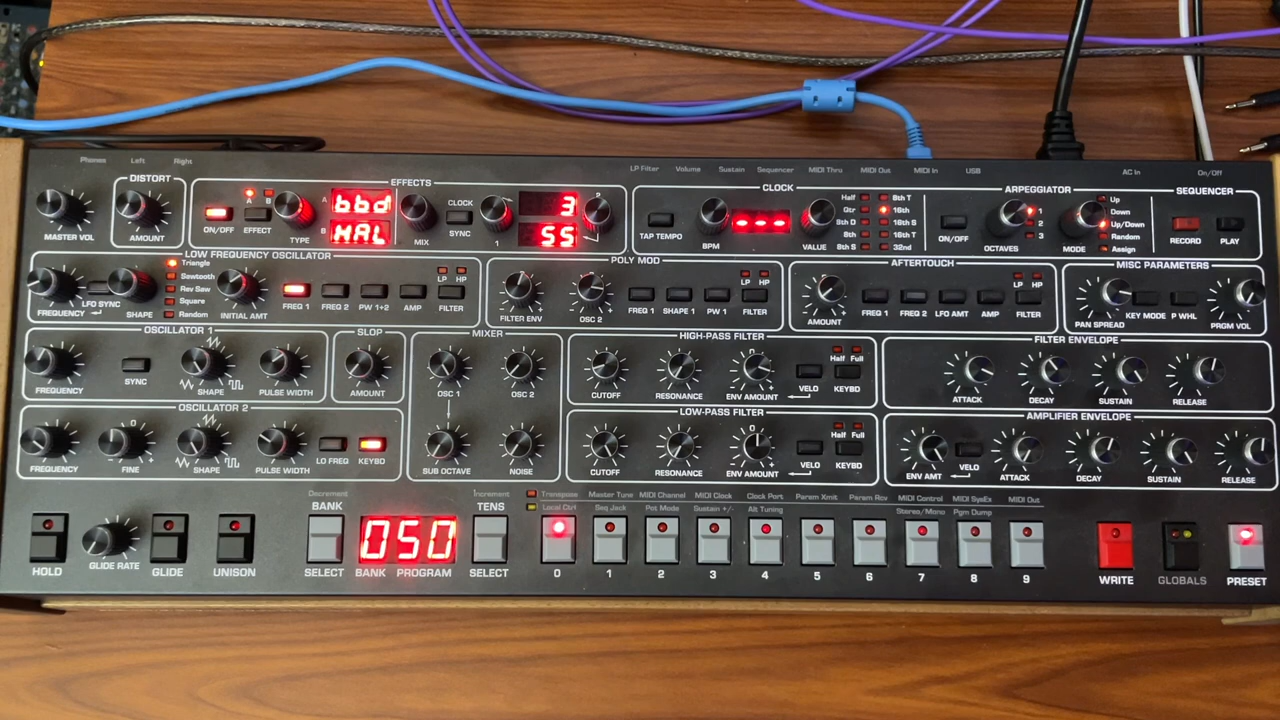 Phones Left Right LP Filter Volume Sustain Sequencer MIDI Thru MIDI Out MIDI In USB AC In On/Off
MASTER VOL
DISTORT
AMOUNT
EFFECTS
ON/OFF
A B
EFFECT
TYPE
A bbd
B HAL
MIX
CLOCK
SYNC
1
3
55
P
CLOCK
TAP TEMPO
BPM
---
VALUE
Half 8th T
Qtr 16th
8th D 16th S
8th 16th T
8th S 32nd
ARPEGGIATOR
ON/OFF
OCTAVES
1
2
3
MODE
Up
Down
Up/Down
Random
Assign
SEQUENCER
RECORD
PLAY
LOW FREQUENCY OSCILLATOR
FREQUENCY
LFO SYNC
SHAPE
Triangle
Sawtooth
Rev Saw
Square
Random
INITIAL AMT
FREQ 1
FREQ 2
PW 1+2
AMP
LP HP
FILTER
POLY MOD
FILTER ENV
OSC 2
FREQ 1
SHAPE 1
PW 1
LP HP
FILTER
AFTERTOUCH
AMOUNT
FREQ 1
FREQ 2
LFO AMT
AMP
LP HP
FILTER
MISC PARAMETERS
PAN SPREAD
KEY MODE
P WHL
PRGM VOL
OSCILLATOR 1
FREQUENCY
SYNC
SHAPE
PULSE WIDTH
SLOP
AMOUNT
MIXER
OSC 1
OSC 2
SUB OCTAVE
NOISE
HIGH-PASS FILTER
CUTOFF
RESONANCE
ENV AMOUNT
VELO
Half Full
KEYBD
FILTER ENVELOPE
ATTACK
DECAY
SUSTAIN
RELEASE
OSCILLATOR 2
FREQUENCY
FINE
SHAPE
PULSE WIDTH
LO FREQ
KEYBD
LOW-PASS FILTER
CUTOFF
RESONANCE
ENV AMOUNT
VELO
Half Full
KEYBD
AMPLIFIER ENVELOPE
ENV AMT
VELO
ATTACK
DECAY
SUSTAIN
RELEASE
HOLD
GLIDE RATE
GLIDE
UNISON
Decrement
BANK
SELECT
050
BANK PROGRAM
Increment
TENS
SELECT
Transpose Master Tune MIDI Channel MIDI Clock Clock Port Param Xmit Param Rcv MIDI Control MIDI SysEx MIDI Out
Local Ctrl Seq Jack Pot Mode Sustain +/- Alt Tuning Stereo/Mono Pgm Dump
0 1 2 3 4 5 6 7 8 9
WRITE
GLOBALS
PRESET